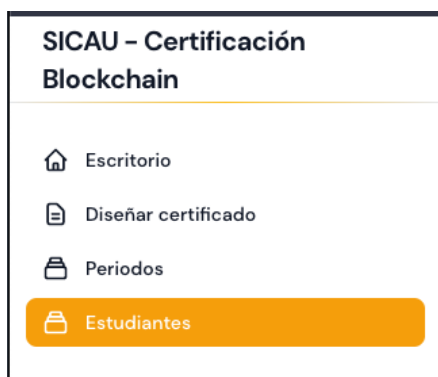 SICAU – Certificación
Blockchain
Escritorio
Diseñar certificado
Periodos
Estudiantes